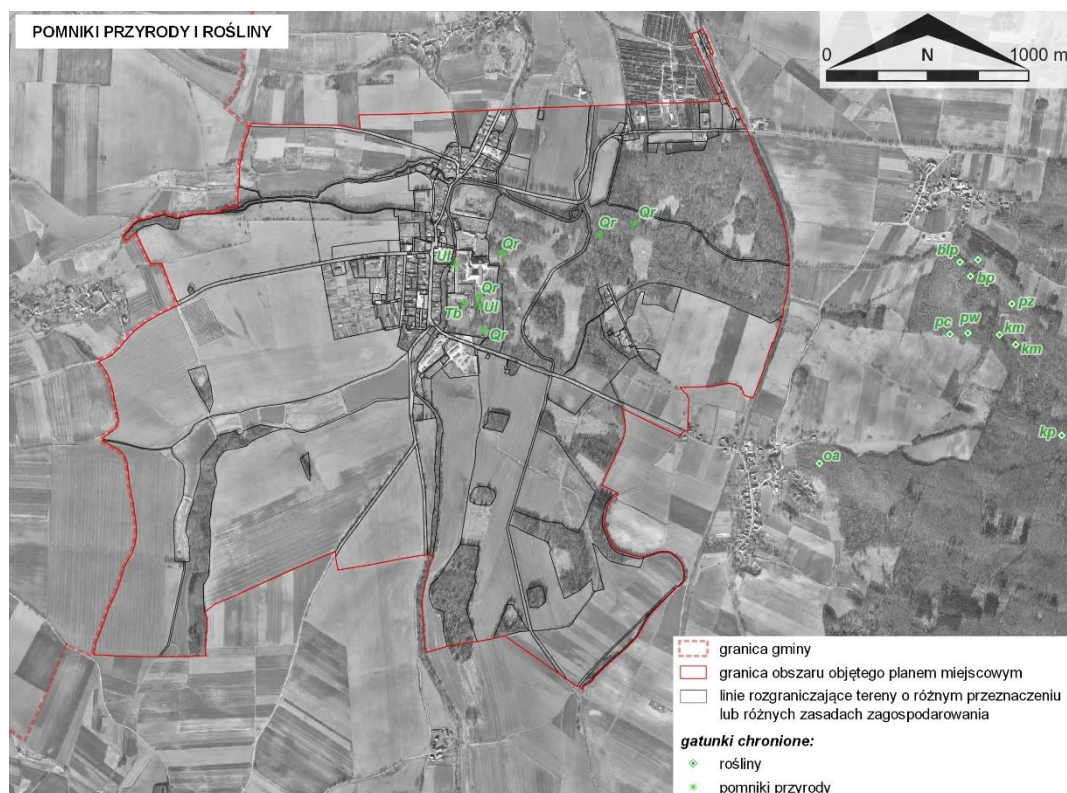 POMNIKI PRZYRODY I ROŚLINY
0 N 1000 m
Qr
Qr
Qr
Ul
Qr
Tb
Ul
Qr
blp
bp
pz
pc
pw
km
km
kp
oa
granica gminy
granica obszaru objętego planem miejscowym
linie rozgraniczające tereny o różnym przeznaczeniu
lub różnych zasadach zagospodarowania
gatunki chronione:
rośliny
pomniki przyrody